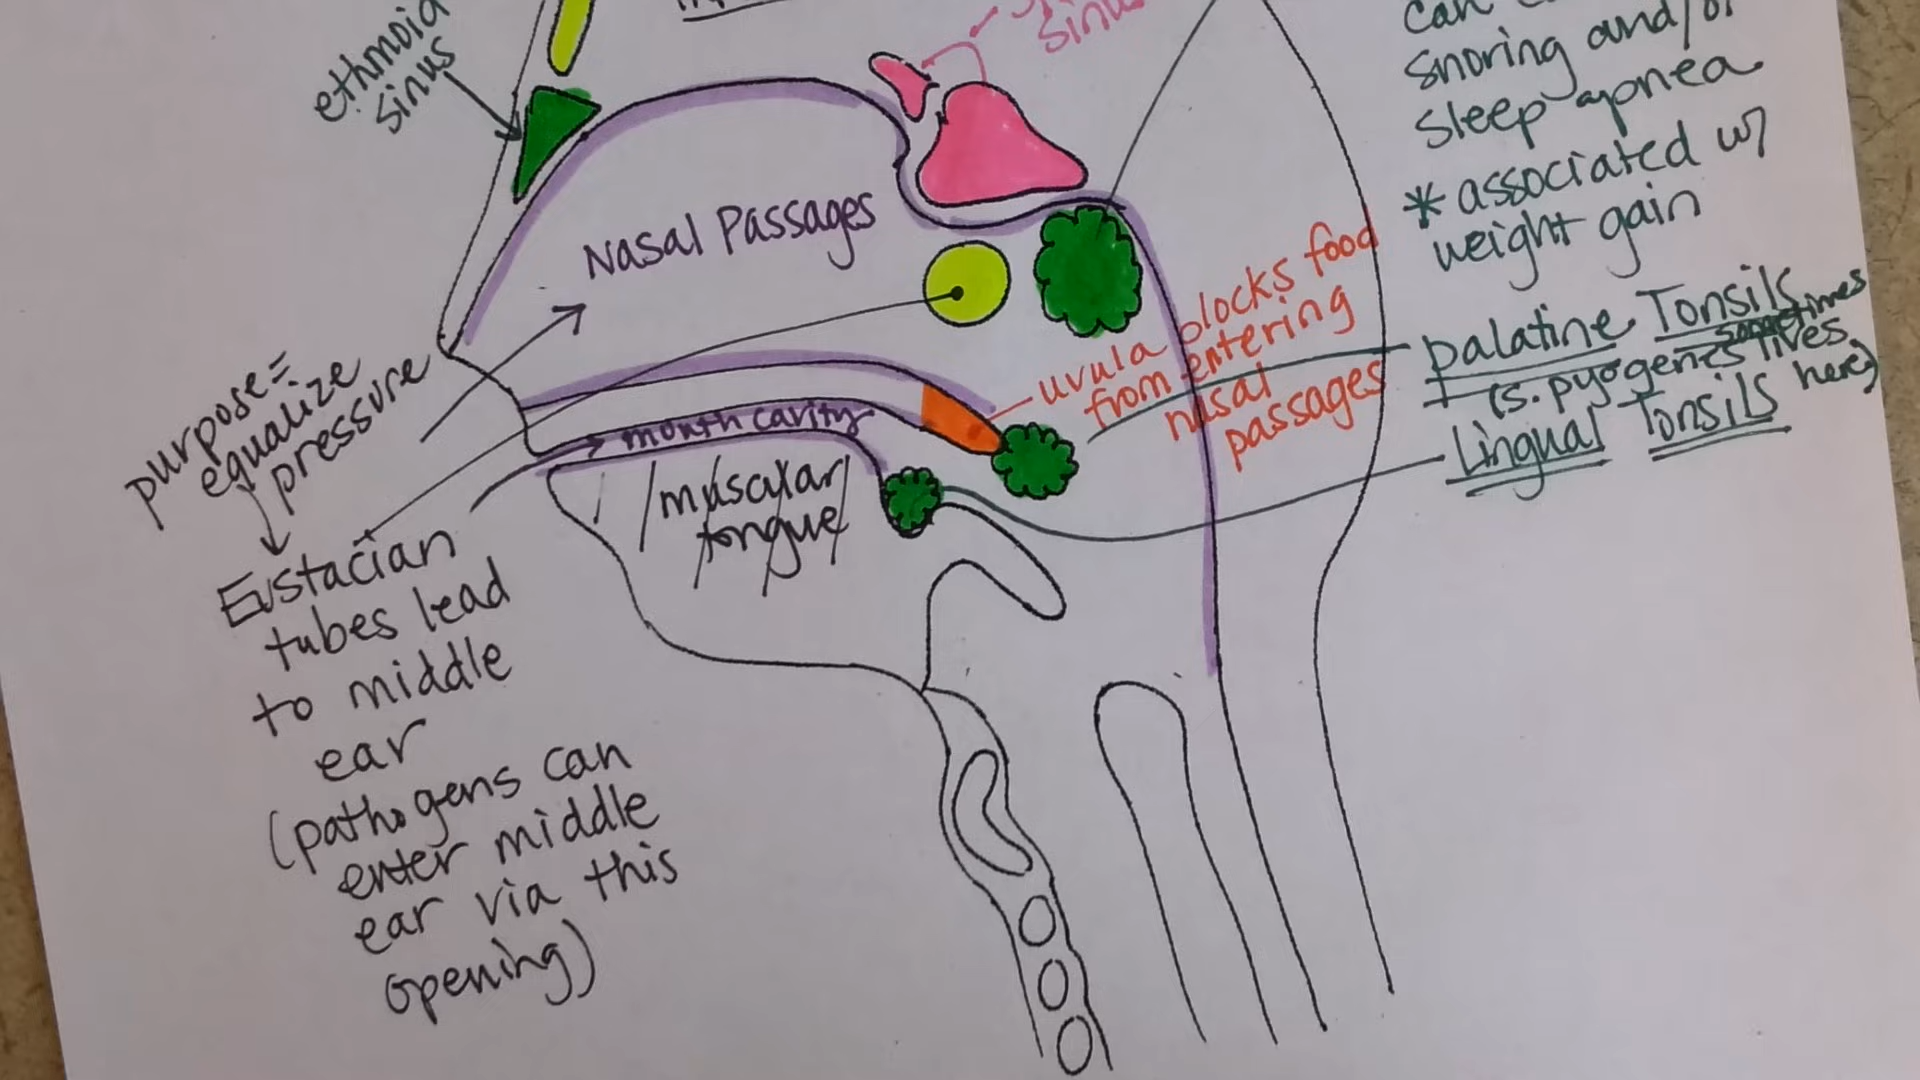 ethmoid
sinus
sinus
can
snoring and/or
sleep apnea
* associated w/
weight gain
Nasal Passages
purpose =
equalize
pressure
Eustacian
tubes lead
to middle
ear
(pathogens can
enter middle
ear via this
opening)
mouth cavity
muscular
tongue
uvula blocks food
from entering
nasal
passages
palatine Tonsils
(s. pyogenes sometimes lives here)
+
Lingual Tonsils